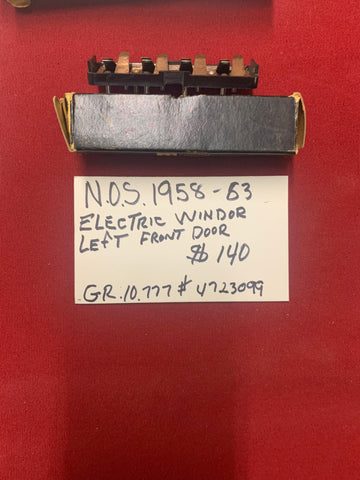 N.O.S. 1958-63
ELECTRIC WINDOR
LEFT FRONT DOOR
$140
GR.10.777 # 4723099